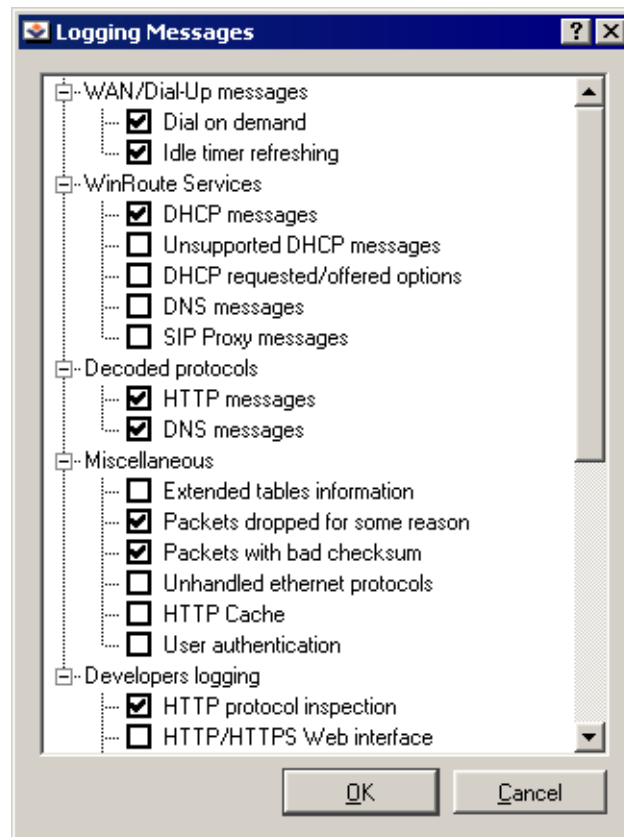 Logging Messages
WAN/Dial-Up messages
Dial on demand
Idle timer refreshing
WinRoute Services
DHCP messages
Unsupported DHCP messages
DHCP requested/offered options
DNS messages
SIP Proxy messages
Decoded protocols
HTTP messages
DNS messages
Miscellaneous
Extended tables information
Packets dropped for some reason
Packets with bad checksum
Unhandled ethernet protocols
HTTP Cache
User authentication
Developers logging
HTTP protocol inspection
HTTP/HTTPS Web interface
OK Cancel